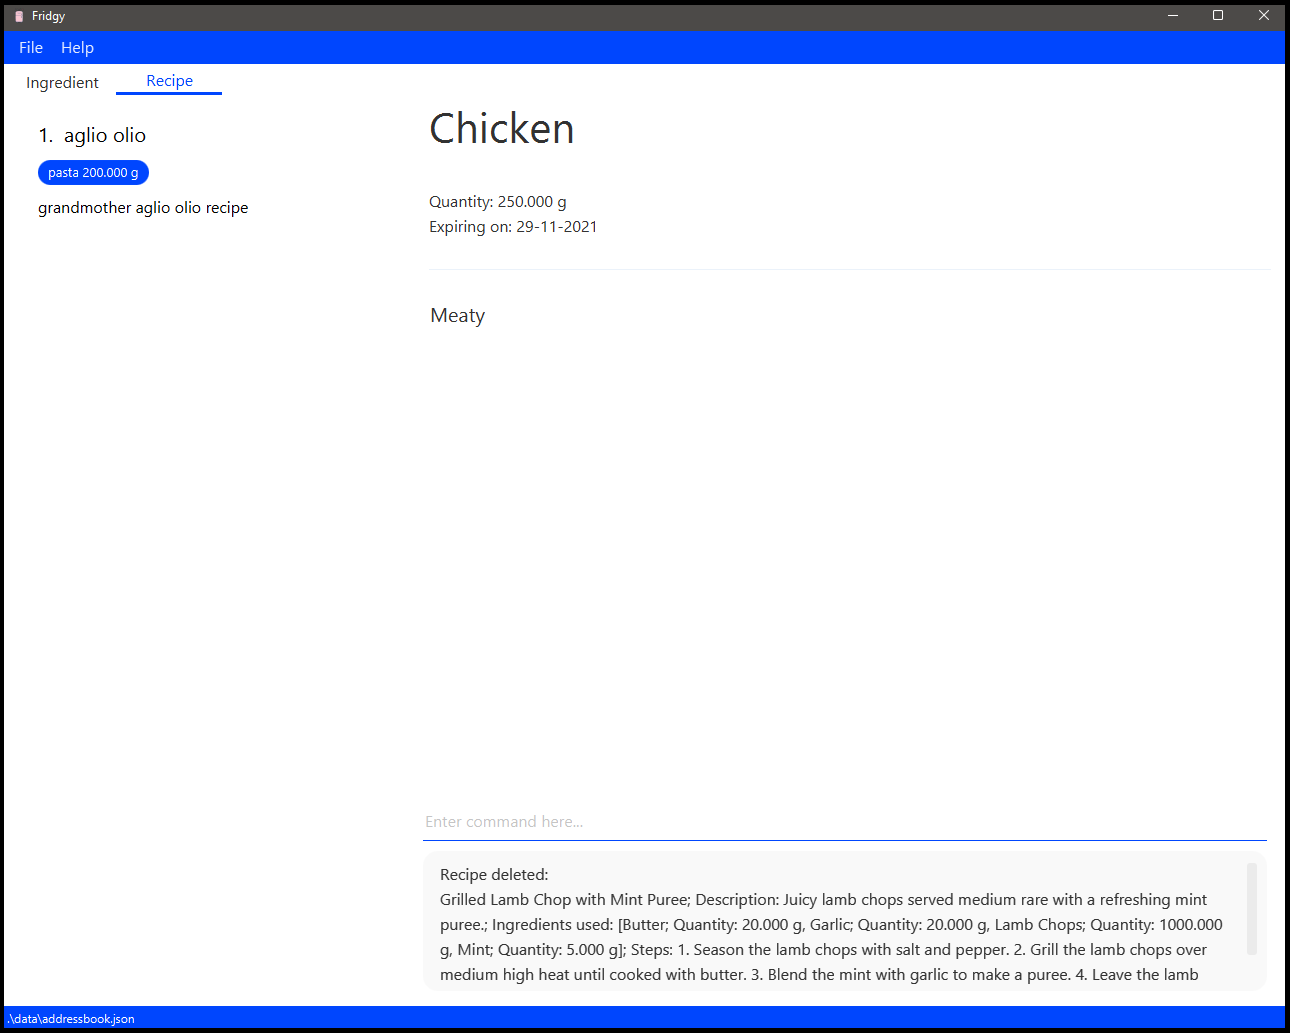 Fridgy
File Help
Ingredient Recipe
1. aglio olio
pasta 200.000 g
grandmother aglio olio recipe
Chicken
Quantity: 250.000 g
Expiring on: 29-11-2021
Meaty
Enter command here...
Recipe deleted:
Grilled Lamb Chop with Mint Puree; Description: Juicy lamb chops served medium rare with a refreshing mint
puree.; Ingredients used: [Butter; Quantity: 20.000 g, Garlic; Quantity: 20.000 g, Lamb Chops; Quantity: 1000.000
g, Mint; Quantity: 5.000 g]; Steps: 1. Season the lamb chops with salt and pepper. 2. Grill the lamb chops over
medium high heat until cooked with butter. 3. Blend the mint with garlic to make a puree. 4. Leave the lamb
.\data\addressbook.json